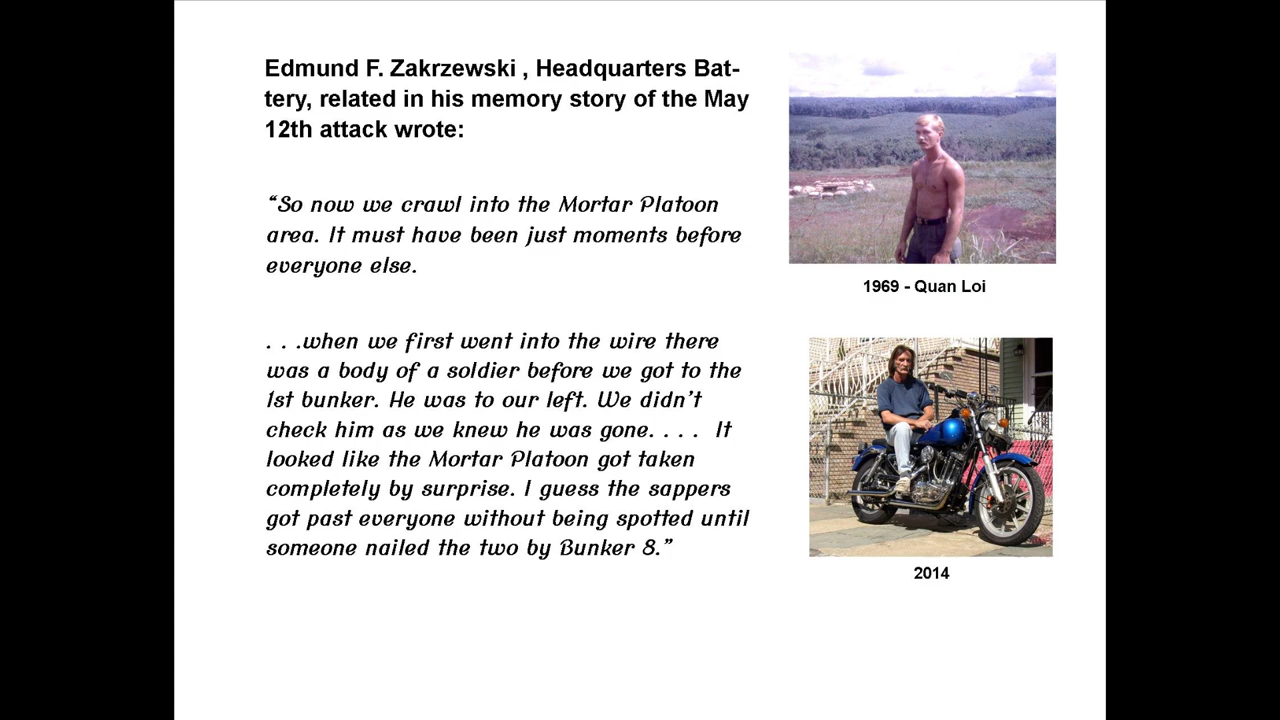 Edmund F. Zakrzewski , Headquarters Bat-
tery, related in his memory story of the May
12th attack wrote:
“So now we crawl into the Mortar Platoon
area. It must have been just moments before
everyone else.
. . .when we first went into the wire there
was a body of a soldier before we got to the
1st bunker. He was to our left. We didn’t
check him as we knew he was gone. . . .  It
looked like the Mortar Platoon got taken
completely by surprise. I guess the sappers
got past everyone without being spotted until
someone nailed the two by Bunker 8.”
1969 - Quan Loi
2014